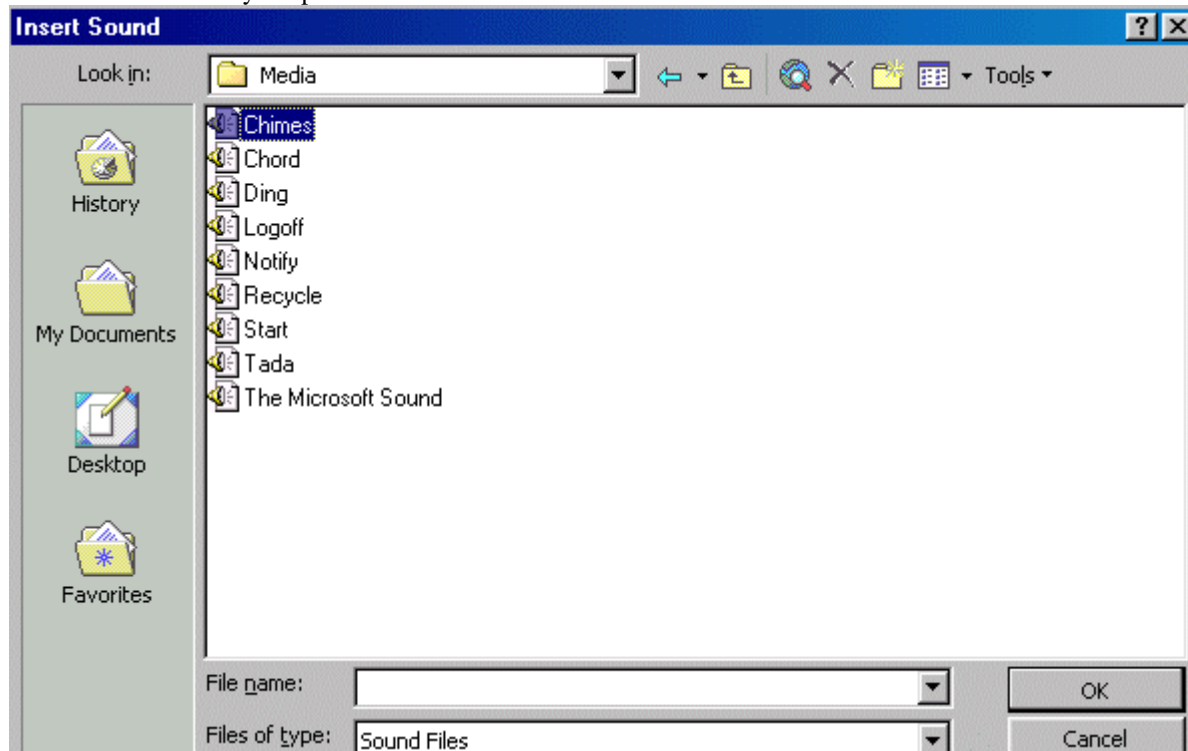 Insert Sound
Look in:
Media
Tools
History
My Documents
Desktop
Favorites
Chimes
Chord
Ding
Logoff
Notify
Recycle
Start
Tada
The Microsoft Sound
File name:
OK
Files of type:
Sound Files
Cancel